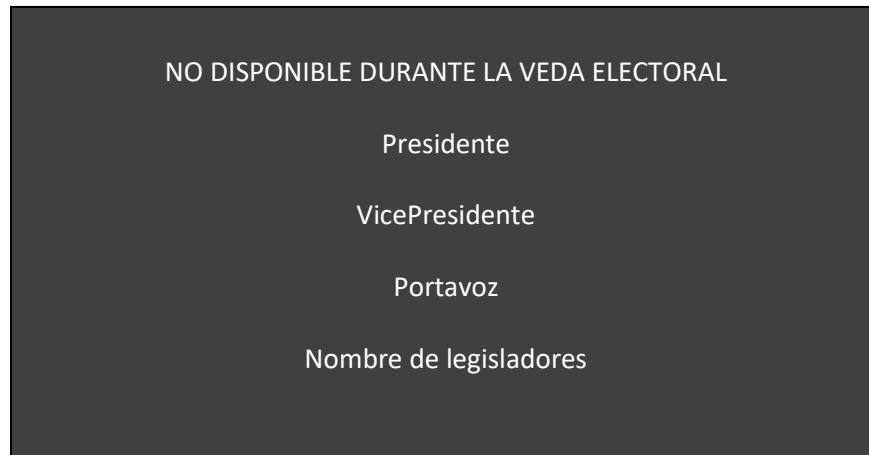 NO DISPONIBLE DURANTE LA VEDA ELECTORAL
Presidente
VicePresidente
Portavoz
Nombre de legisladores